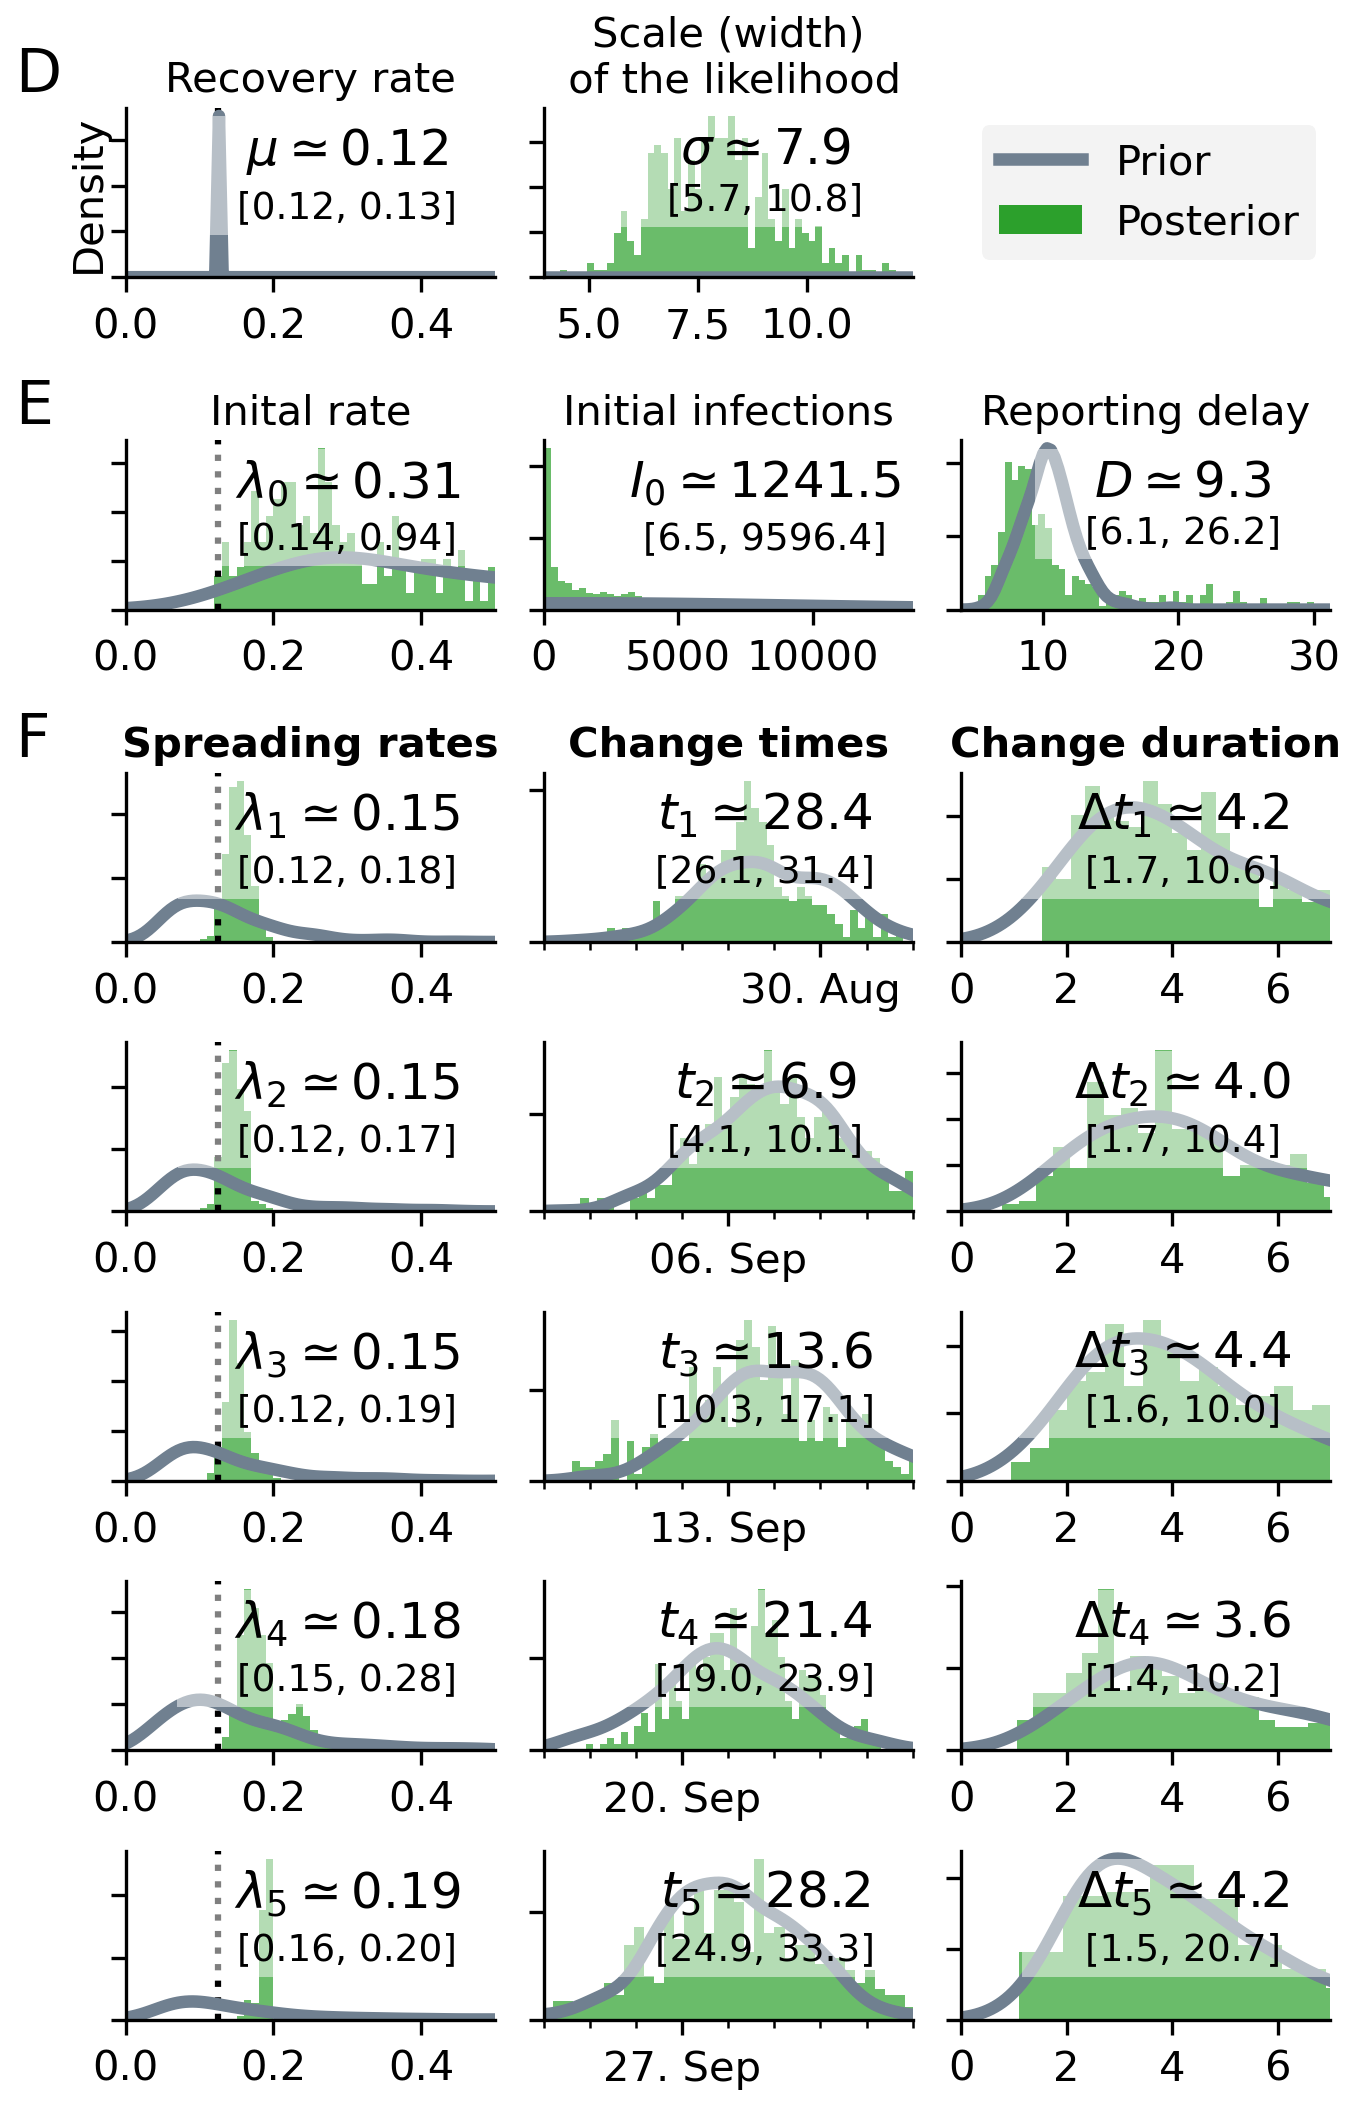 D
Recovery rate
Scale (width)
of the likelihood
Density
μ ≃ 0.12
[0.12, 0.13]
σ ≃ 7.9
[5.7, 10.8]
Prior
Posterior
0.0 0.2 0.4
5.0 7.5 10.0
E
Inital rate
Initial infections
Reporting delay
λ0 ≃ 0.31
[0.14, 0.94]
I0 ≃ 1241.5
[6.5, 9596.4]
D ≃ 9.3
[6.1, 26.2]
0.0 0.2 0.4
0 5000 10000
10 20 30
F
Spreading rates
Change times
Change duration
λ1 ≃ 0.15
[0.12, 0.18]
t1 ≃ 28.4
[26.1, 31.4]
Δt1 ≃ 4.2
[1.7, 10.6]
0.0 0.2 0.4
30. Aug
0 2 4 6
λ2 ≃ 0.15
[0.12, 0.17]
t2 ≃ 6.9
[4.1, 10.1]
Δt2 ≃ 4.0
[1.7, 10.4]
0.0 0.2 0.4
06. Sep
0 2 4 6
λ3 ≃ 0.15
[0.12, 0.19]
t3 ≃ 13.6
[10.3, 17.1]
Δt3 ≃ 4.4
[1.6, 10.0]
0.0 0.2 0.4
13. Sep
0 2 4 6
λ4 ≃ 0.18
[0.15, 0.28]
t4 ≃ 21.4
[19.0, 23.9]
Δt4 ≃ 3.6
[1.4, 10.2]
0.0 0.2 0.4
20. Sep
0 2 4 6
λ5 ≃ 0.19
[0.16, 0.20]
t5 ≃ 28.2
[24.9, 33.3]
Δt5 ≃ 4.2
[1.5, 20.7]
0.0 0.2 0.4
27. Sep
0 2 4 6